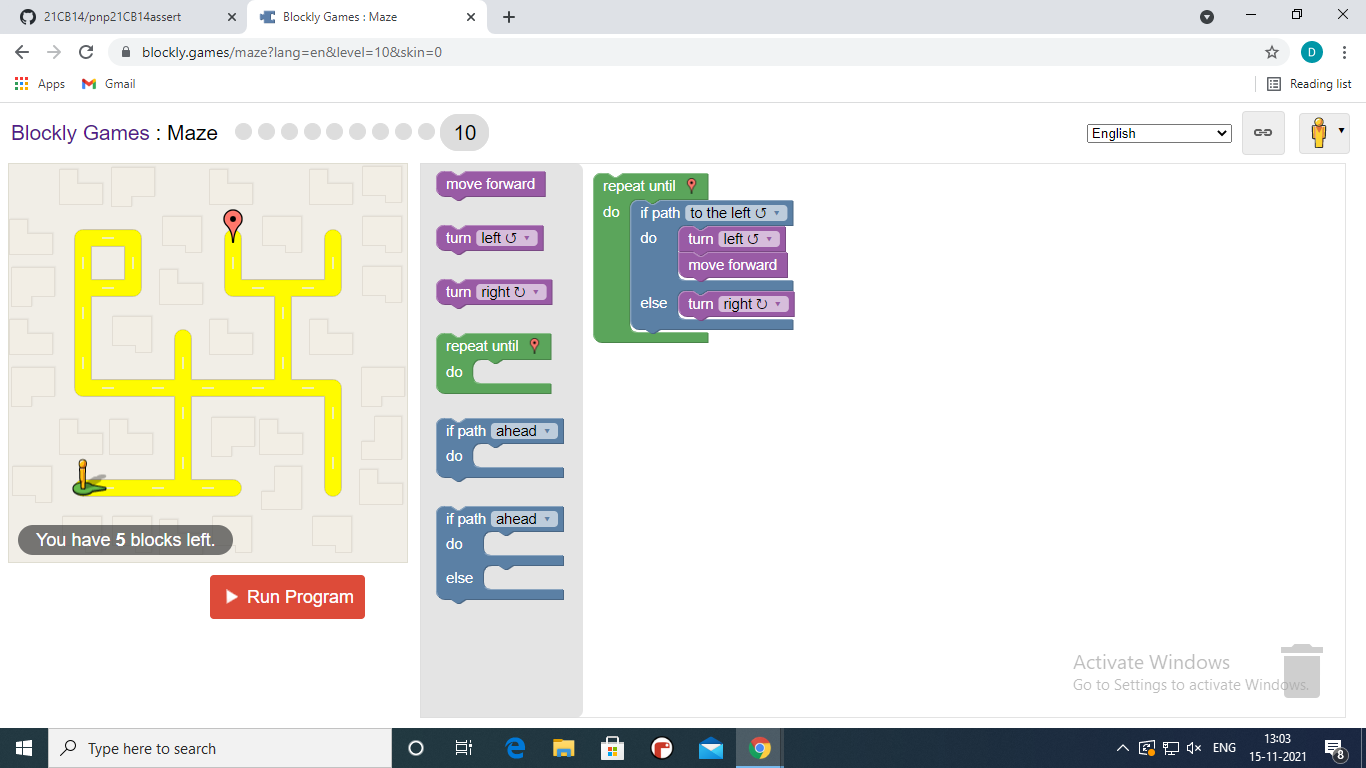 21CB14/pnp21CB14assert
Blockly Games : Maze
blockly.games/maze?lang=en&level=10&skin=0
Apps
Gmail
Reading list
Blockly Games : Maze
10
English
You have 5 blocks left.
Run Program
move forward
turn left ↺
turn right ↻
repeat until
do
if path ahead
do
if path ahead
do
else
repeat until
do
if path to the left ↺
do
turn left ↺
move forward
else
turn right ↻
Activate Windows
Go to Settings to activate Windows.
Type here to search
ENG
13:03
15-11-2021
8
D